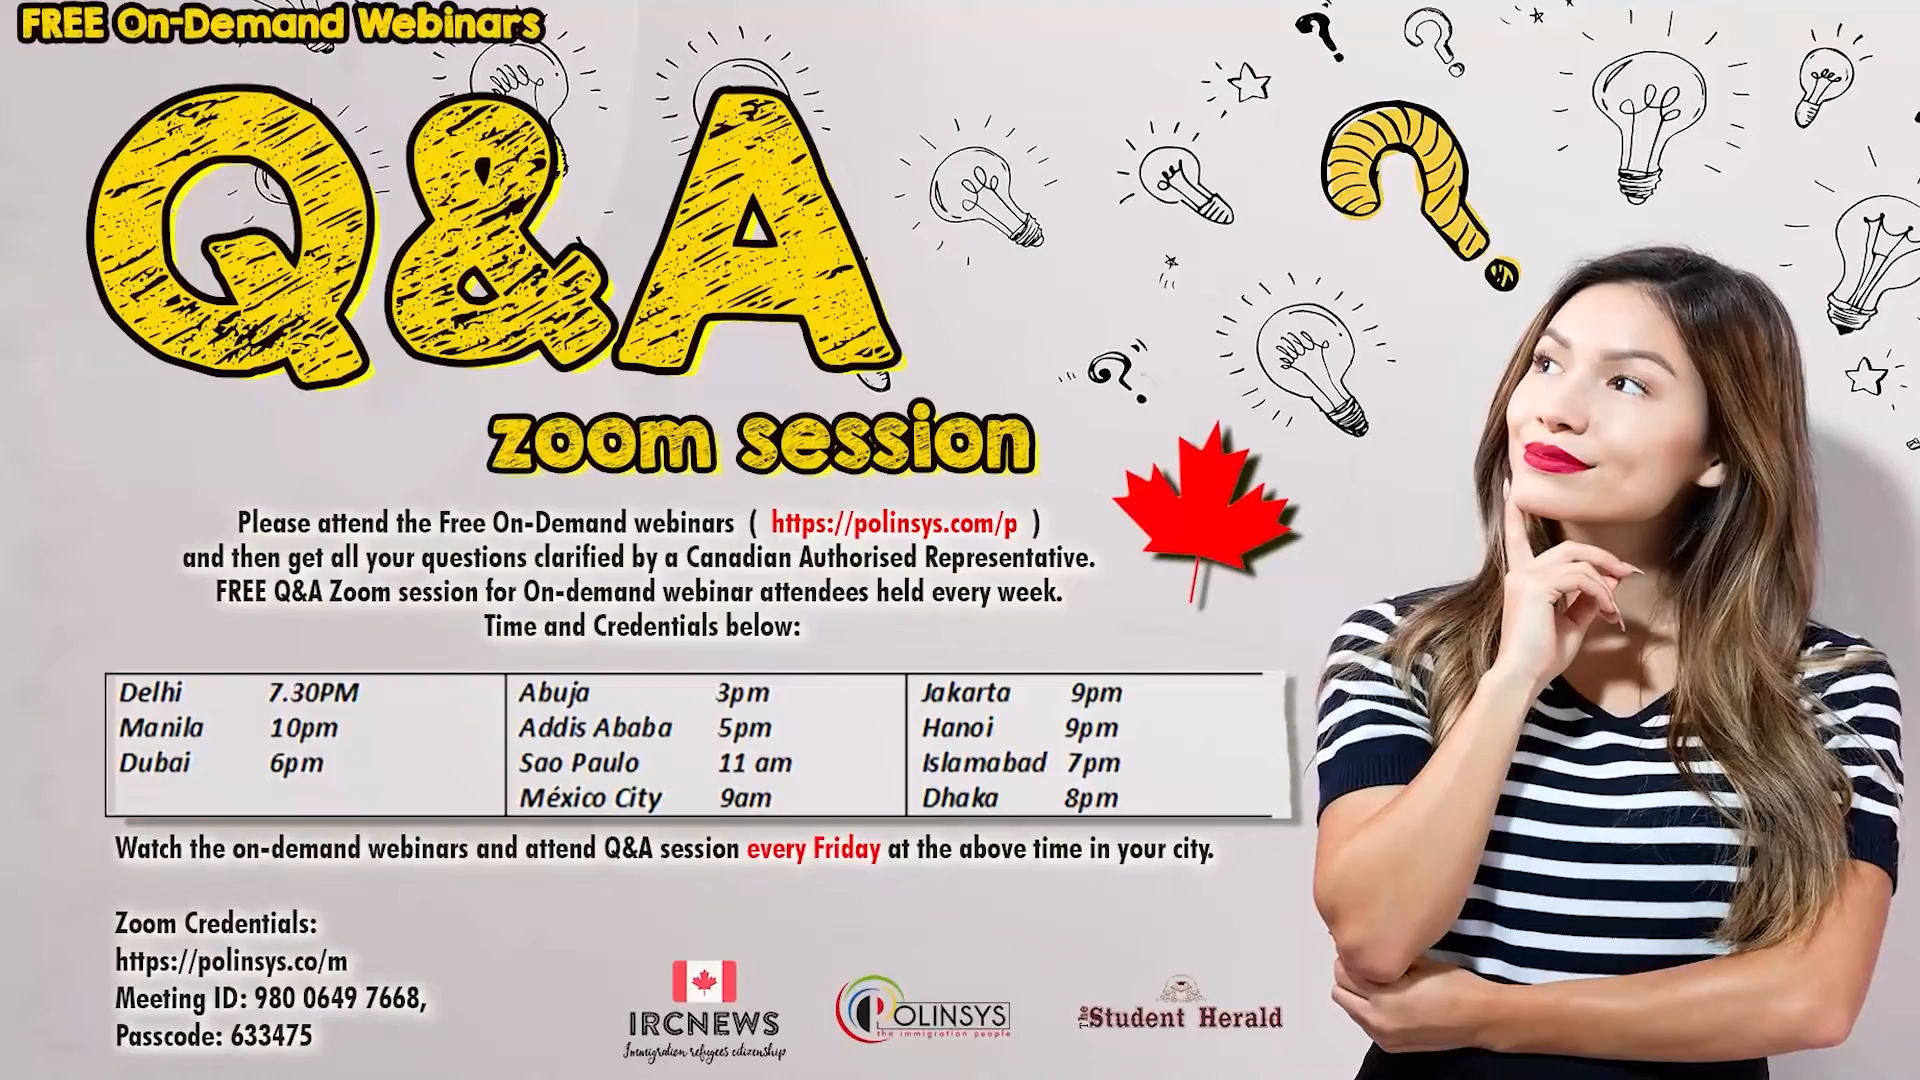 FREE On-Demand Webinars
Q&A
zoom session
Please attend the Free On-Demand webinars ( https://polinsys.com/p )
and then get all your questions clarified by a Canadian Authorised Representative.
FREE Q&A Zoom session for On-demand webinar attendees held every week.
Time and Credentials below:
Delhi 7.30PM Abuja 3pm Jakarta 9pm
Manila 10pm Addis Ababa 5pm Hanoi 9pm
Dubai 6pm Sao Paulo 11 am Islamabad 7pm
México City 9am Dhaka 8pm
Watch the on-demand webinars and attend Q&A session every Friday at the above time in your city.
Zoom Credentials:
https://polinsys.co/m
Meeting ID: 980 0649 7668,
Passcode: 633475
IRCNEWS
Immigration refugees citizenship
POLINSYS
the immigration people
The Student Herald